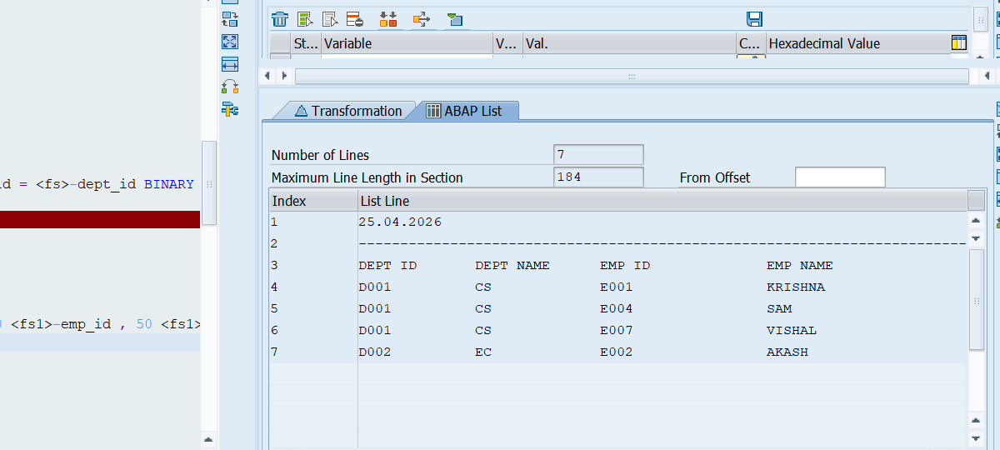 St... Variable V... Val. C... Hexadecimal Value
Transformation ABAP List
Number of Lines 7
Maximum Line Length in Section 184 From Offset
Index List Line
1 25.04.2026
2 --------------------------------------------------------------------------
3 DEPT ID DEPT NAME EMP ID EMP NAME
4 D001 CS E001 KRISHNA
5 D001 CS E004 SAM
6 D001 CS E007 VISHAL
7 D002 EC E002 AKASH
= <fs>-dept_id BINARY
<fs1>-emp_id , 50 <fs1>